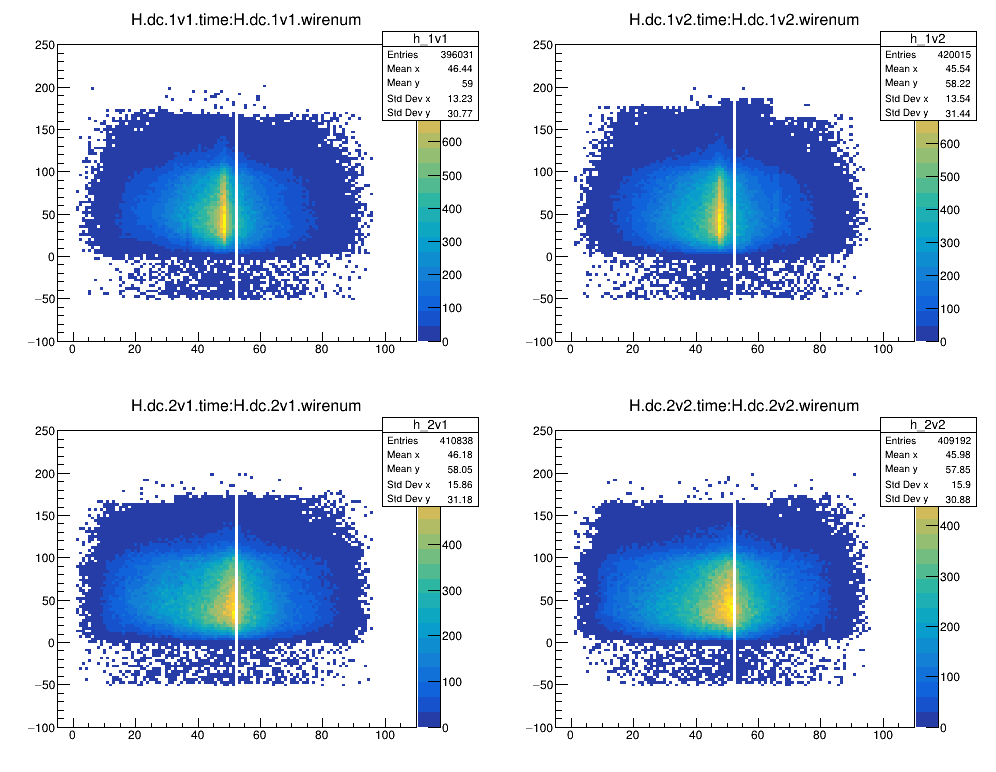 H.dc.1v1.time:H.dc.1v1.wirenum
h_1v1
Entries 396031
Mean x 46.44
Mean y 59
Std Dev x 13.23
Std Dev y 30.77
250
200
150
100
50
0
−50
−100
0 20 40 60 80 100
600
500
400
300
200
100
0
H.dc.1v2.time:H.dc.1v2.wirenum
h_1v2
Entries 420015
Mean x 45.54
Mean y 58.22
Std Dev x 13.54
Std Dev y 31.44
250
200
150
100
50
0
−50
−100
0 20 40 60 80 100
600
500
400
300
200
100
0
H.dc.2v1.time:H.dc.2v1.wirenum
h_2v1
Entries 410838
Mean x 46.18
Mean y 58.05
Std Dev x 15.86
Std Dev y 31.18
250
200
150
100
50
0
−50
−100
0 20 40 60 80 100
400
300
200
100
0
H.dc.2v2.time:H.dc.2v2.wirenum
h_2v2
Entries 409192
Mean x 45.98
Mean y 57.85
Std Dev x 15.9
Std Dev y 30.88
250
200
150
100
50
0
−50
−100
0 20 40 60 80 100
400
300
200
100
0